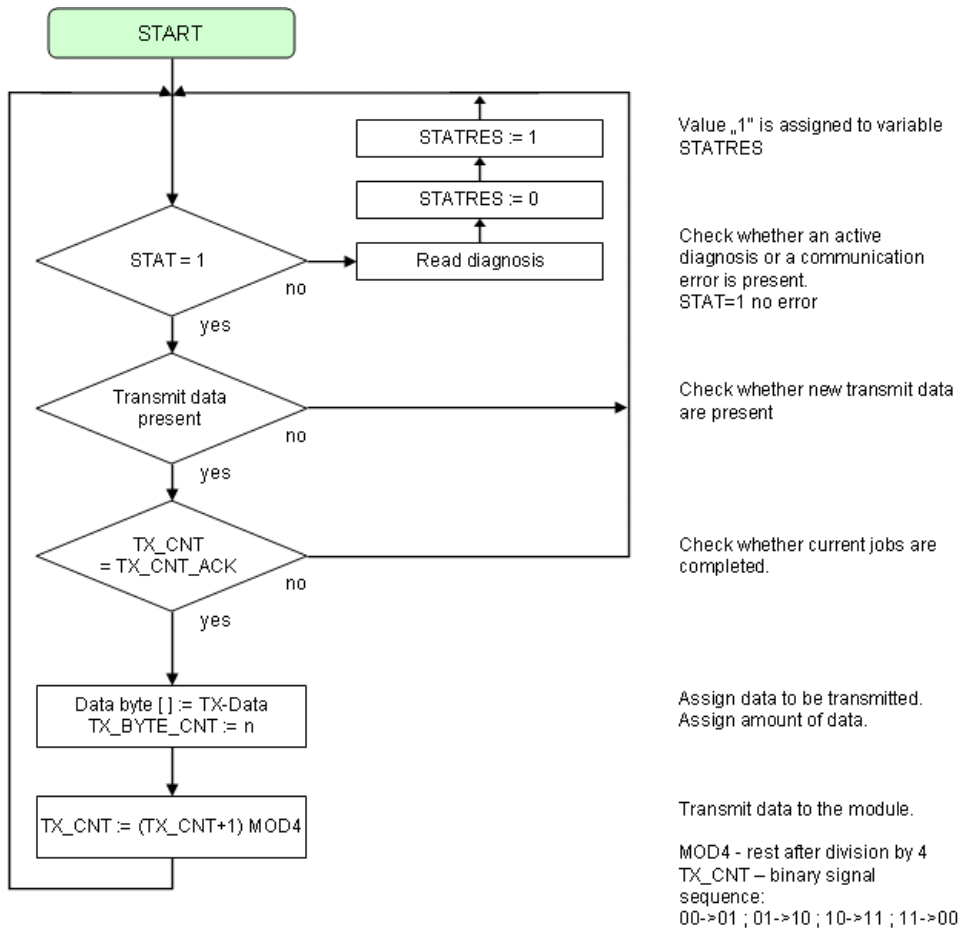 START
STATRES := 1
Value „1" is assigned to variable
STATRES
STATRES := 0
STAT = 1
no
yes
Read diagnosis
Check whether an active
diagnosis or a communication
error is present.
STAT=1 no error
Transmit data
present
no
yes
Check whether new transmit data
are present
TX_CNT
= TX_CNT_ACK
no
yes
Check whether current jobs are
completed.
Data byte [ ] := TX-Data
TX_BYTE_CNT := n
Assign data to be transmitted.
Assign amount of data.
TX_CNT := (TX_CNT+1) MOD4
Transmit data to the module.
MOD4 - rest after division by 4
TX_CNT – binary signal
sequence:
00->01 ; 01->10 ; 10->11 ; 11->00